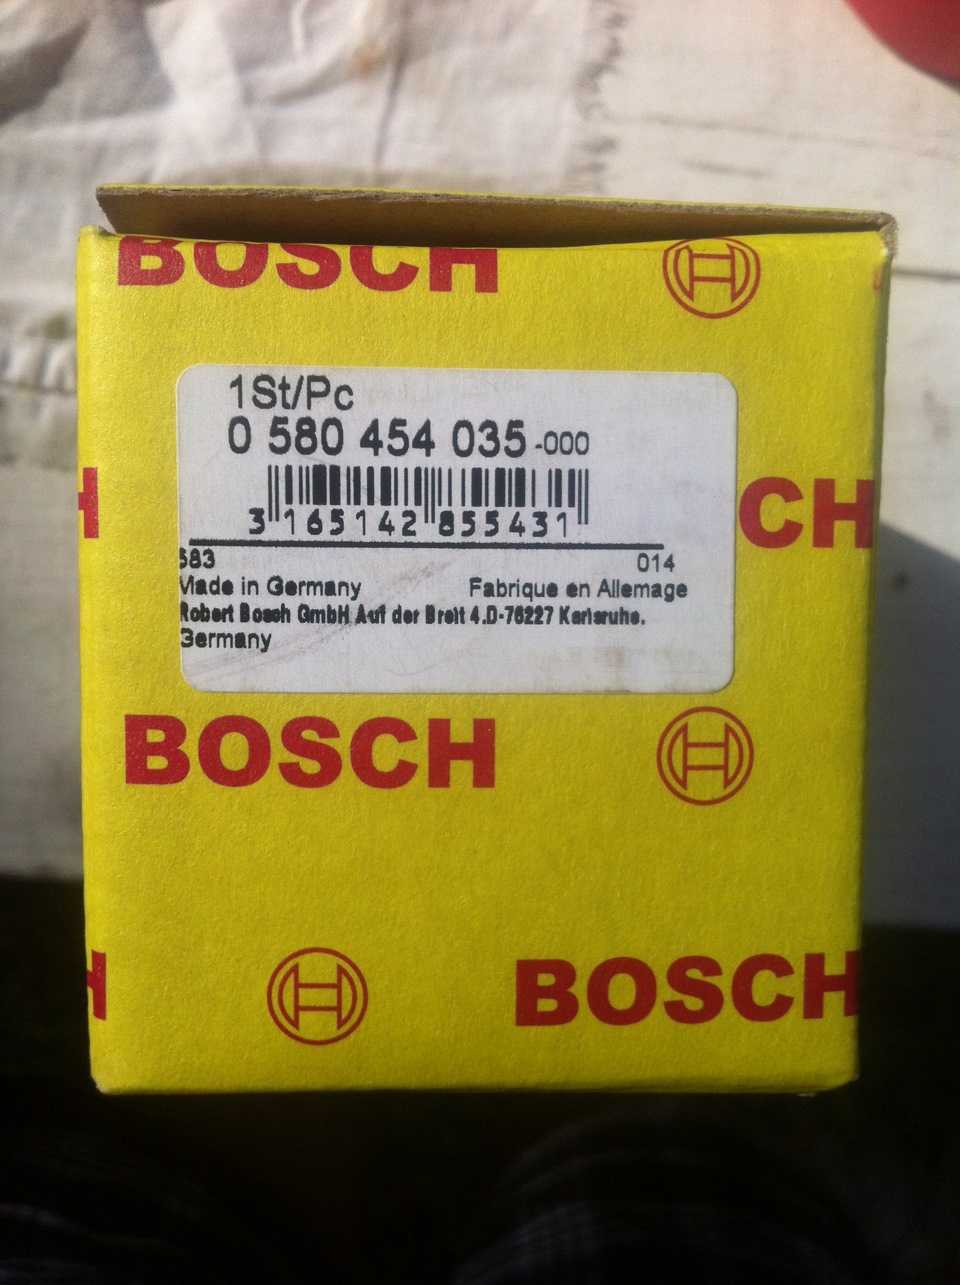 BOSCH
1St/Pc
0 580 454 035-000
3 165142 855431
CH
583 014
Made in Germany Fabrique en Allemage
Robert Bosch GmbH Auf der Breit 4.D-76227 Karlsruhe.
Germany
BOSCH
H BOSCH